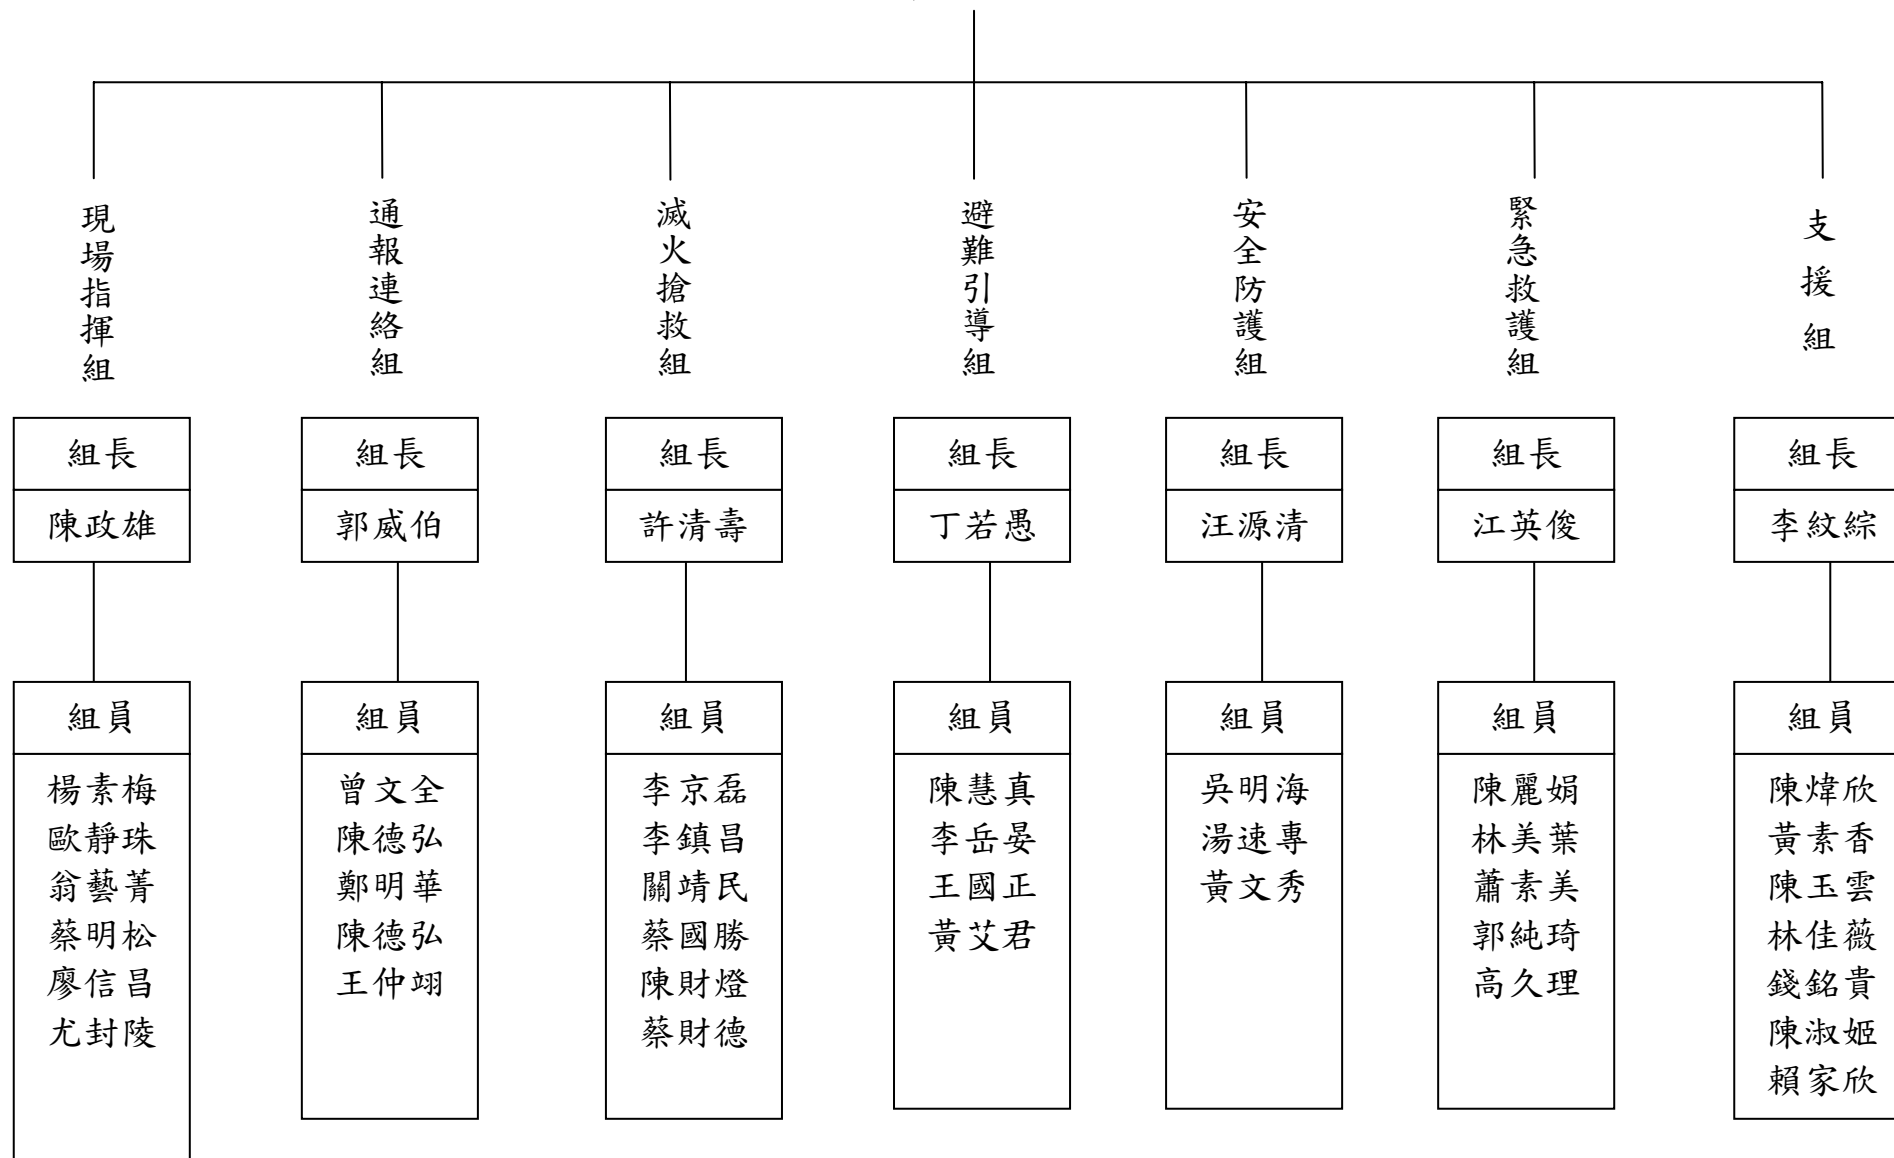 現場指揮組
通報連絡組
滅火搶救組
避難引導組
安全防護組
緊急救護組
支援組
組長
陳政雄
組長
郭威伯
組長
許清壽
組長
丁若愚
組長
汪源清
組長
江英俊
組長
李紋綜
組員
楊素梅
歐靜珠
翁藝菁
蔡明松
廖信昌
尤封陵
組員
曾文全
陳德弘
鄭明華
陳德弘
王仲翊
組員
李京磊
李鎮昌
關靖民
蔡國勝
陳財燈
蔡財德
組員
陳慧真
李岳晏
王國正
黃艾君
組員
吳明海
湯速專
黃文秀
組員
陳麗娟
林美葉
蕭素美
郭純琦
高久理
組員
陳煒欣
黃素香
陳玉雲
林佳薇
錢銘貴
陳淑姬
賴家欣